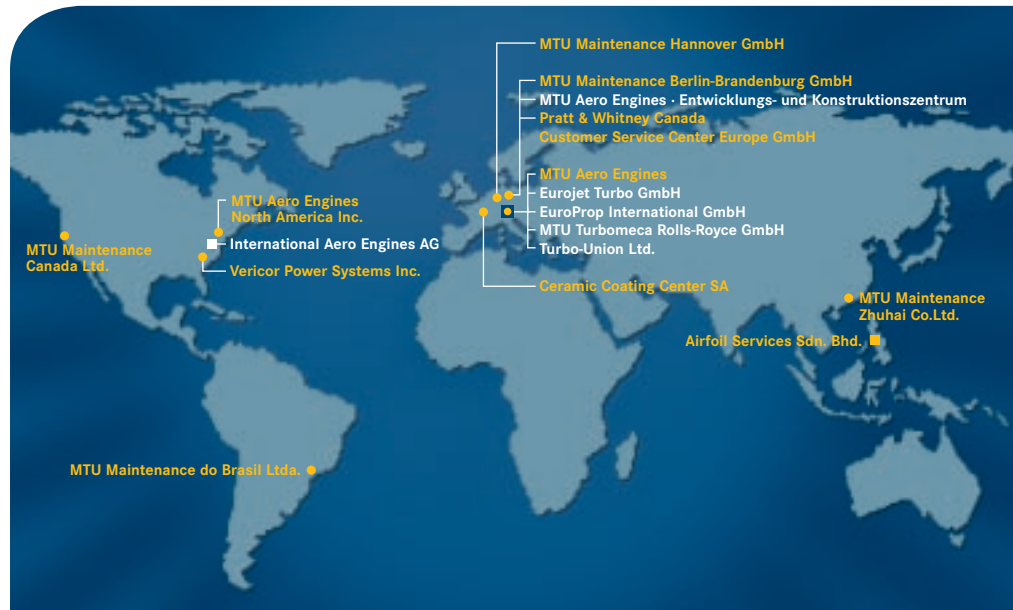 MTU Maintenance Hannover GmbH
MTU Maintenance Berlin-Brandenburg GmbH
MTU Aero Engines · Entwicklungs- und Konstruktionszentrum
Pratt & Whitney Canada
Customer Service Center Europe GmbH
MTU Aero Engines
Eurojet Turbo GmbH
EuroProp International GmbH
MTU Turbomeca Rolls-Royce GmbH
Turbo-Union Ltd.
Ceramic Coating Center SA
MTU Aero Engines
North America Inc.
International Aero Engines AG
Vericor Power Systems Inc.
MTU Maintenance
Canada Ltd.
MTU Maintenance
Zhuhai Co.Ltd.
Airfoil Services Sdn. Bhd.
MTU Maintenance do Brasil Ltda.